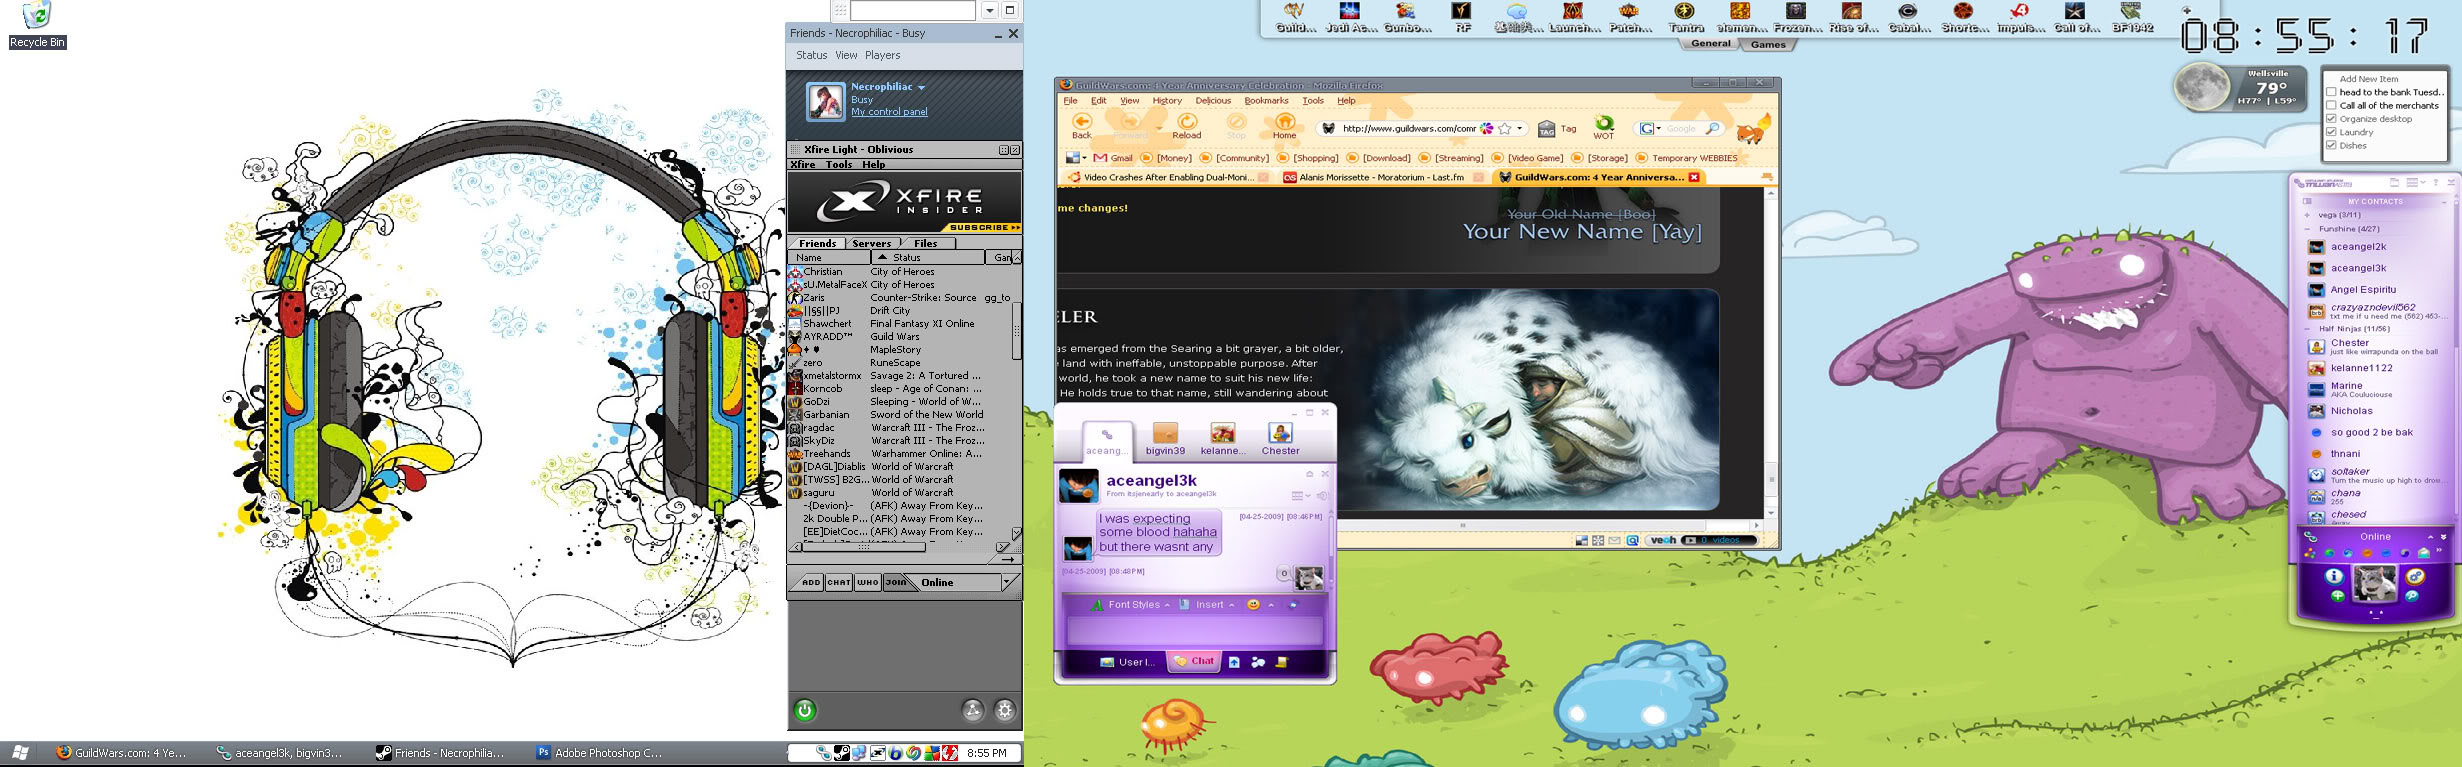 Recycle Bin
Friends - Necrophiliac - Busy
Status View Players
Necrophiliac
Busy
My control panel
Xfire Light - Oblivious
Xfire Tools Help
XFIRE
INSIDER
SUBSCRIBE
Friends Servers Files
Name Status Gan
Christian City of Heroes
sU.MetalFaceX City of Heroes
Zaris Counter-Strike: Source gg_to
||§§||PJ Drift City
Shawchert Final Fantasy XI Online
AYRADD™ Guild Wars
♦ ♥ MapleStory
zero RuneScape
xmetalstormx Savage 2: A Tortured ...
Korncob sleep - Age of Conan: ...
GoDzi Sleeping - World of W...
Garbanian Sword of the New World
ragdac Warcraft III - The Froz...
SkyDiz Warcraft III - The Froz...
Treehands Warhammer Online: A...
[DAGL]Diablis World of Warcraft
[TWSS] B2G... World of Warcraft
saguru World of Warcraft
-{Devion}- (AFK) Away From Key...
2k Double P... (AFK) Away From Key...
[EE]DietCoc... (AFK) Away From Key...
ADD CHAT WHO JOIN Online
GuildWars.com: 4 Ye...
aceangel3k, bigvin3...
Friends - Necrophilia...
Adobe Photoshop C...
8:55 PM
Guild... Jedi Ac... Gunbo... RF Launch... Patch... Tantra elemen... Frozen... Rise of... Cabal... Shortc... impuls... Call of... BF1942
General Games
08:55:17
Wellsville
79°
H77° | L59°
Add New Item
head to the bank Tuesd..
Call all of the merchants
Organize desktop
Laundry
Dishes
GuildWars.com: 4 Year Anniversary Celebration - Mozilla Firefox
File Edit View History Delicious Bookmarks Tools Help
Back Forward Reload Stop Home http://www.guildwars.com/comr TAG Tag WOT Google
Gmail [Money] [Community] [Shopping] [Download] [Streaming] [Video Game] [Storage] Temporary WEBBIES
Video Crashes After Enabling Dual-Moni...
Alanis Morissette - Moratorium - Last.fm
GuildWars.com: 4 Year Anniversa...
me changes!
Your Old Name [Boo]
Your New Name [Yay]
ELER
as emerged from the Searing a bit grayer, a bit older,
land with ineffable, unstoppable purpose. After
world, he took a new name to suit his new life:
He holds true to that name, still wandering about
veoh 0 videos
aceang... bigvin39 kelanne... Chester
aceangel3k
From itsjenearly to aceangel3k
I was expecting
some blood hahaha
but there wasnt any
[04-25-2009] [08:46PM]
[04-25-2009] [08:48PM]
0
Font Styles Insert
User I... Chat
MY CONTACTS
vega (3/11)
Funshine (4/27)
aceangel2k
aceangel3k
Angel Espiritu
crazyazndevil562
txt me if u need me (562) 453-...
Half Ninjas (11/56)
Chester
just like wirrapunda on the ball
kelanne1122
Marine
AKA Couluciouse
Nicholas
so good 2 be bak
thnani
softaker
Turn the music up high to drow...
chana
255
chesed
Online